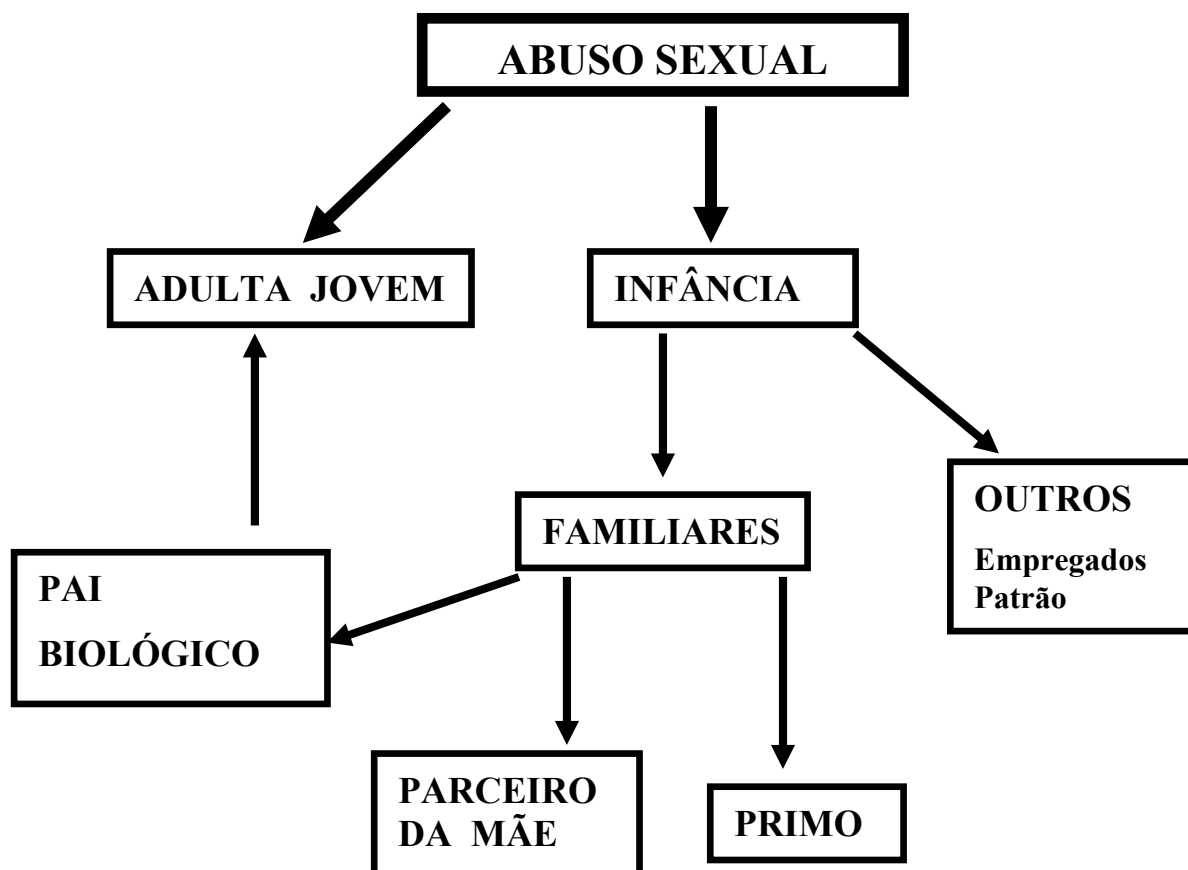 ABUSO SEXUAL
ADULTA JOVEM
INFÂNCIA
FAMILIARES
OUTROS
Empregados
Patrão
PAI
BIOLÓGICO
PARCEIRO
DA MÃE
PRIMO